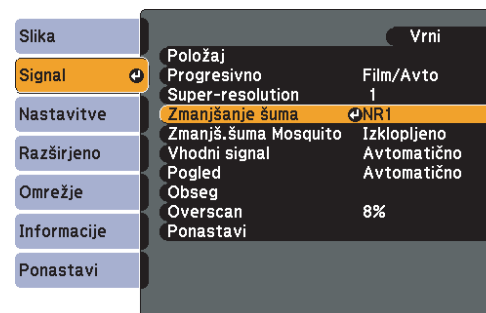 Slika
Signal
Nastavitve
Razširjeno
Omrežje
Informacije
Ponastavi
Vrni
Položaj
Progresivno Film/Avto
Super-resolution 1
Zmanjšanje šuma NR1
Zmanjš.šuma Mosquito Izklopljeno
Vhodni signal Avtomatično
Pogled Avtomatično
Obseg
Overscan 8%
Ponastavi